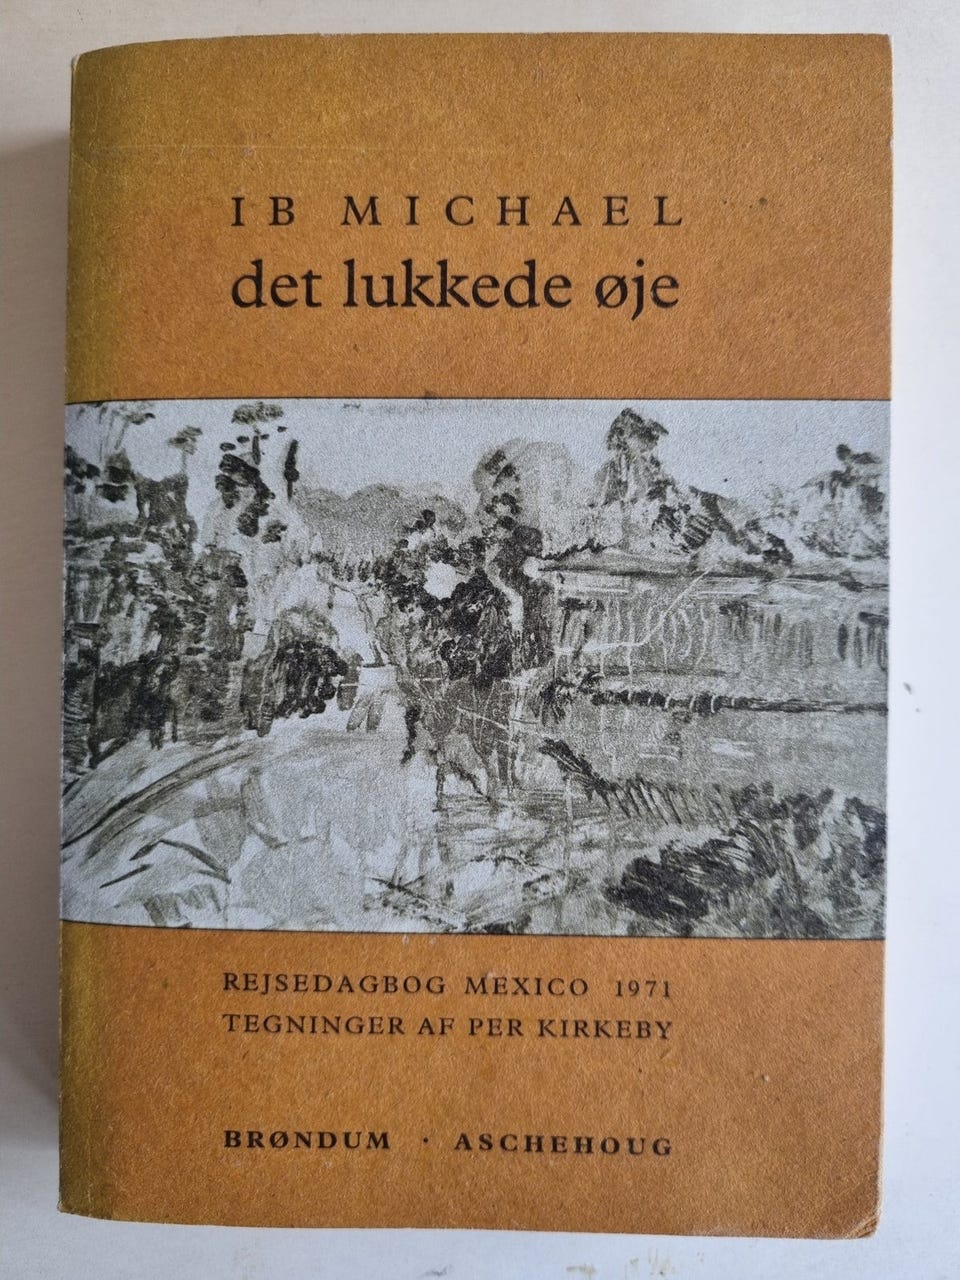 IB MICHAEL
det lukkede øje
REJSEDAGBOG MEXICO 1971
TEGNINGER AF PER KIRKEBY
BRØNDUM · ASCHEHOUG